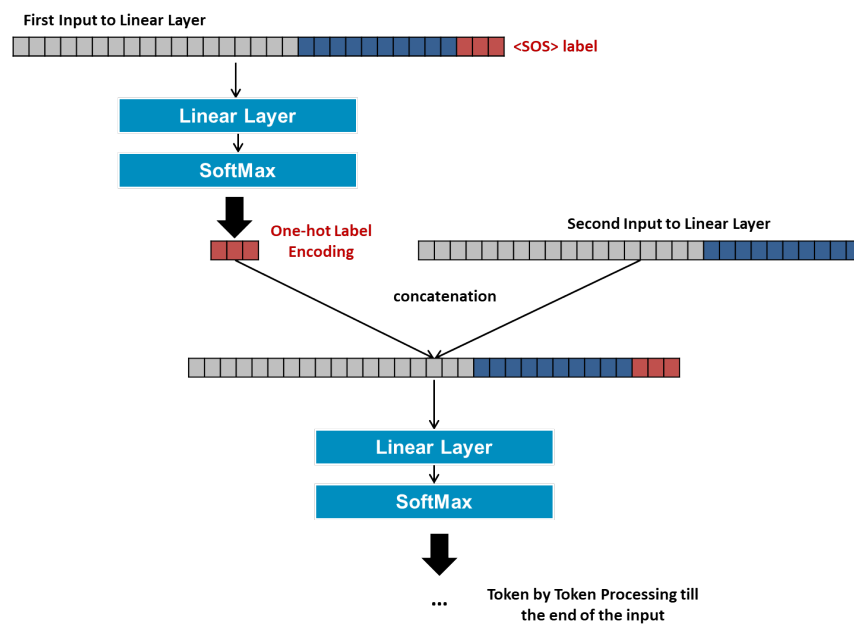 First Input to Linear Layer
<SOS> label
Linear Layer
SoftMax
One-hot Label
Encoding
Second Input to Linear Layer
concatenation
Linear Layer
SoftMax
...
Token by Token Processing till
the end of the input